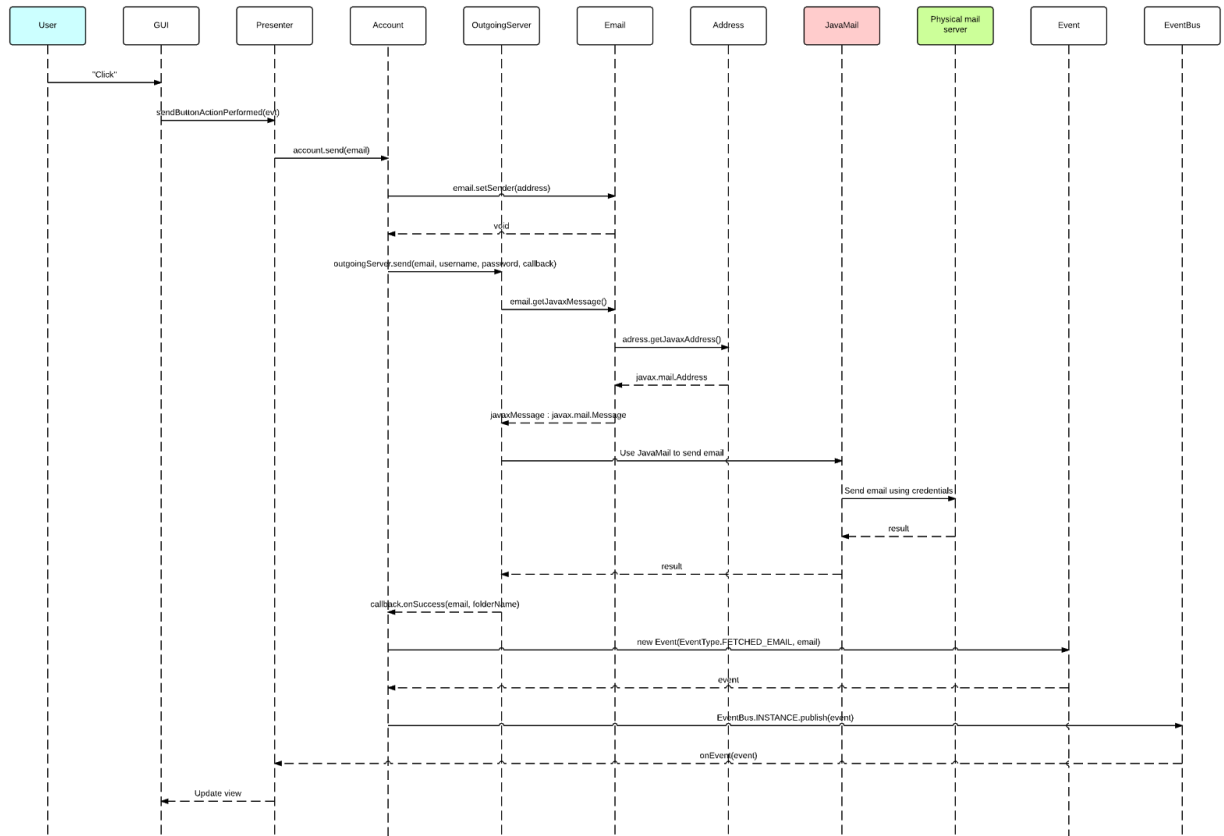 User
GUI
Presenter
Account
OutgoingServer
Email
Address
JavaMail
Physical mail
server
Event
EventBus
"Click"
sendButtonActionPerformed(evt)
account.send(email)
email.setSender(address)
void
outgoingServer.send(email, username, password, callback)
email.getJavaxMessage()
adress.getJavaxAddress()
javax.mail.Address
javaxMessage : javax.mail.Message
Use JavaMail to send email
Send email using credentials
result
result
callback.onSuccess(email, folderName)
new Event(EventType.FETCHED_EMAIL, email)
event
EventBus.INSTANCE.publish(event)
onEvent(event)
Update view